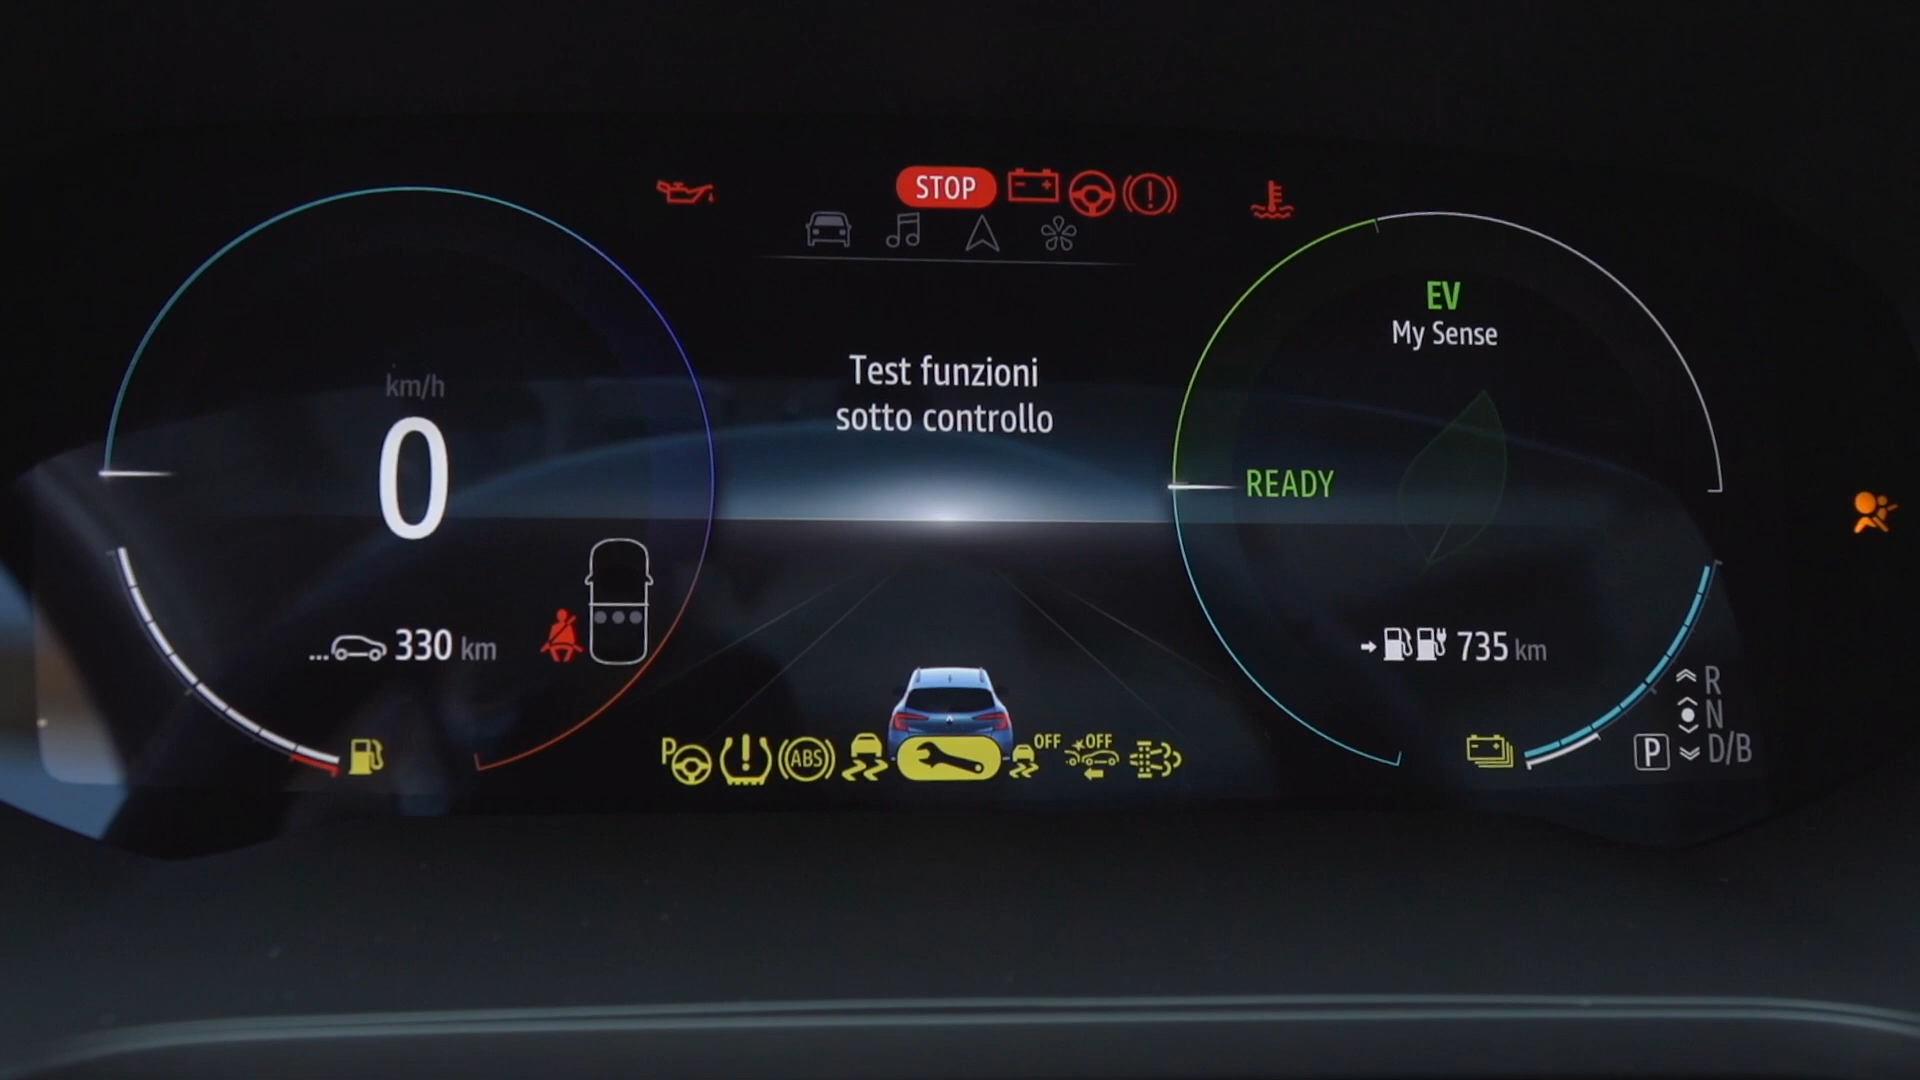 STOP
km/h
0
... 330 km
Test funzioni
sotto controllo
EV
My Sense
READY
735 km
R
N
P D/B
P
ABS
OFF
OFF